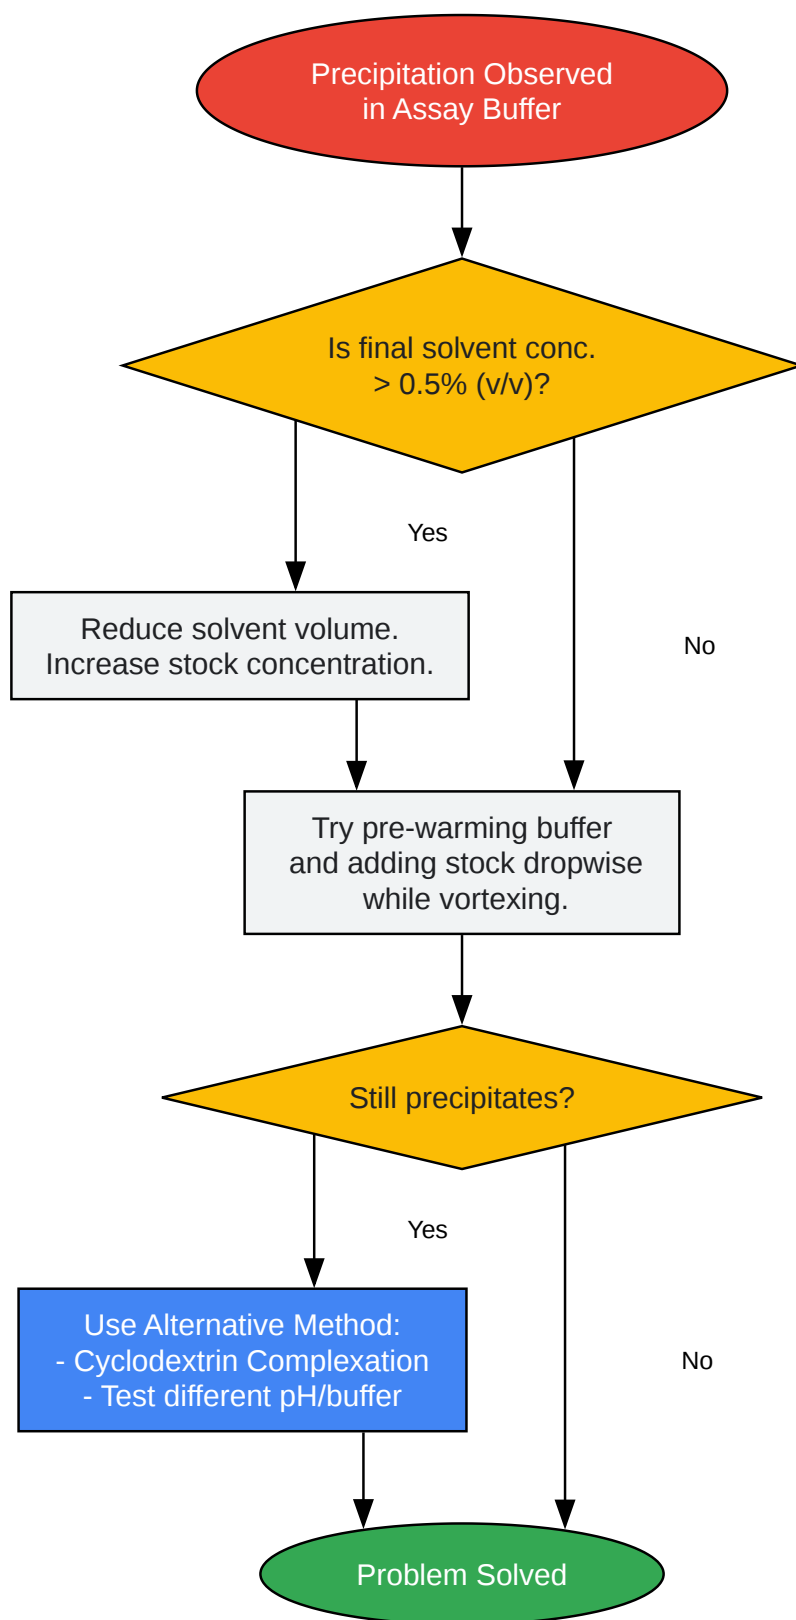 Precipitation Observed
in Assay Buffer
Is final solvent conc.
> 0.5% (v/v)?
Yes
Reduce solvent volume.
Increase stock concentration.
No
Try pre-warming buffer
and adding stock dropwise
while vortexing.
Still precipitates?
Yes
Use Alternative Method:
- Cyclodextrin Complexation
- Test different pH/buffer
No
Problem Solved